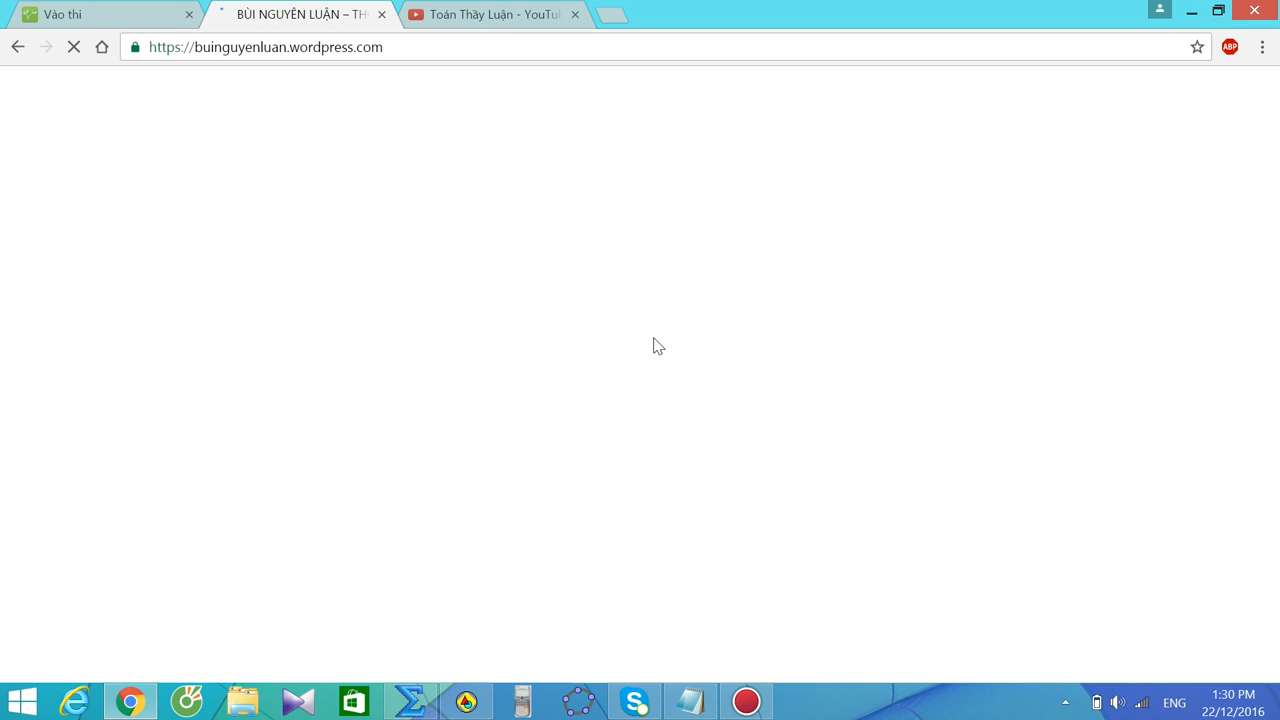 Vào thi
BÙI NGUYÊN LUẬN – TH
Toán Thầy Luận - YouTu
https://buinguyenluan.wordpress.com
ABP
ENG
1:30 PM
22/12/2016